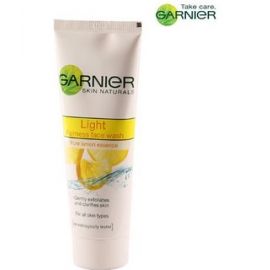 Take care.
GARNIER
GARNIER
SKIN NATURALS
Light
Fairness face wash
Pure lemon essence
Gently exfoliates
and clarifies skin
For all skin types